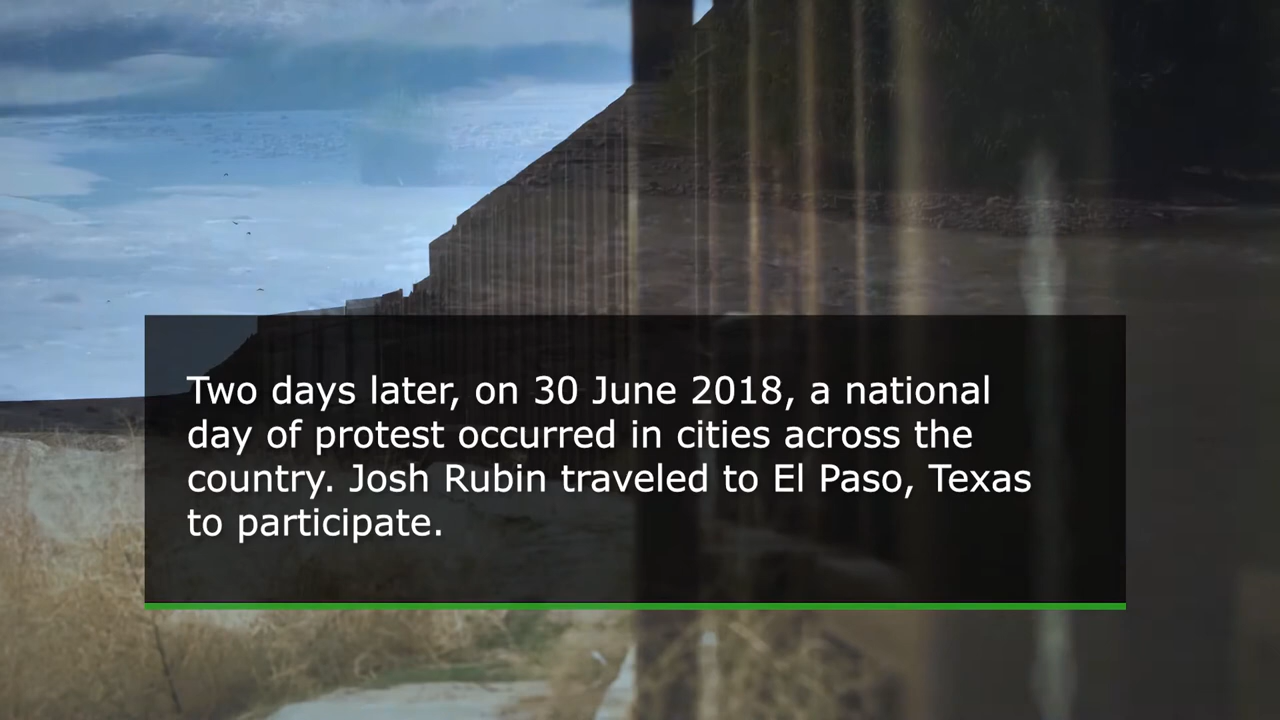 Two days later, on 30 June 2018, a national
day of protest occurred in cities across the
country. Josh Rubin traveled to El Paso, Texas
to participate.